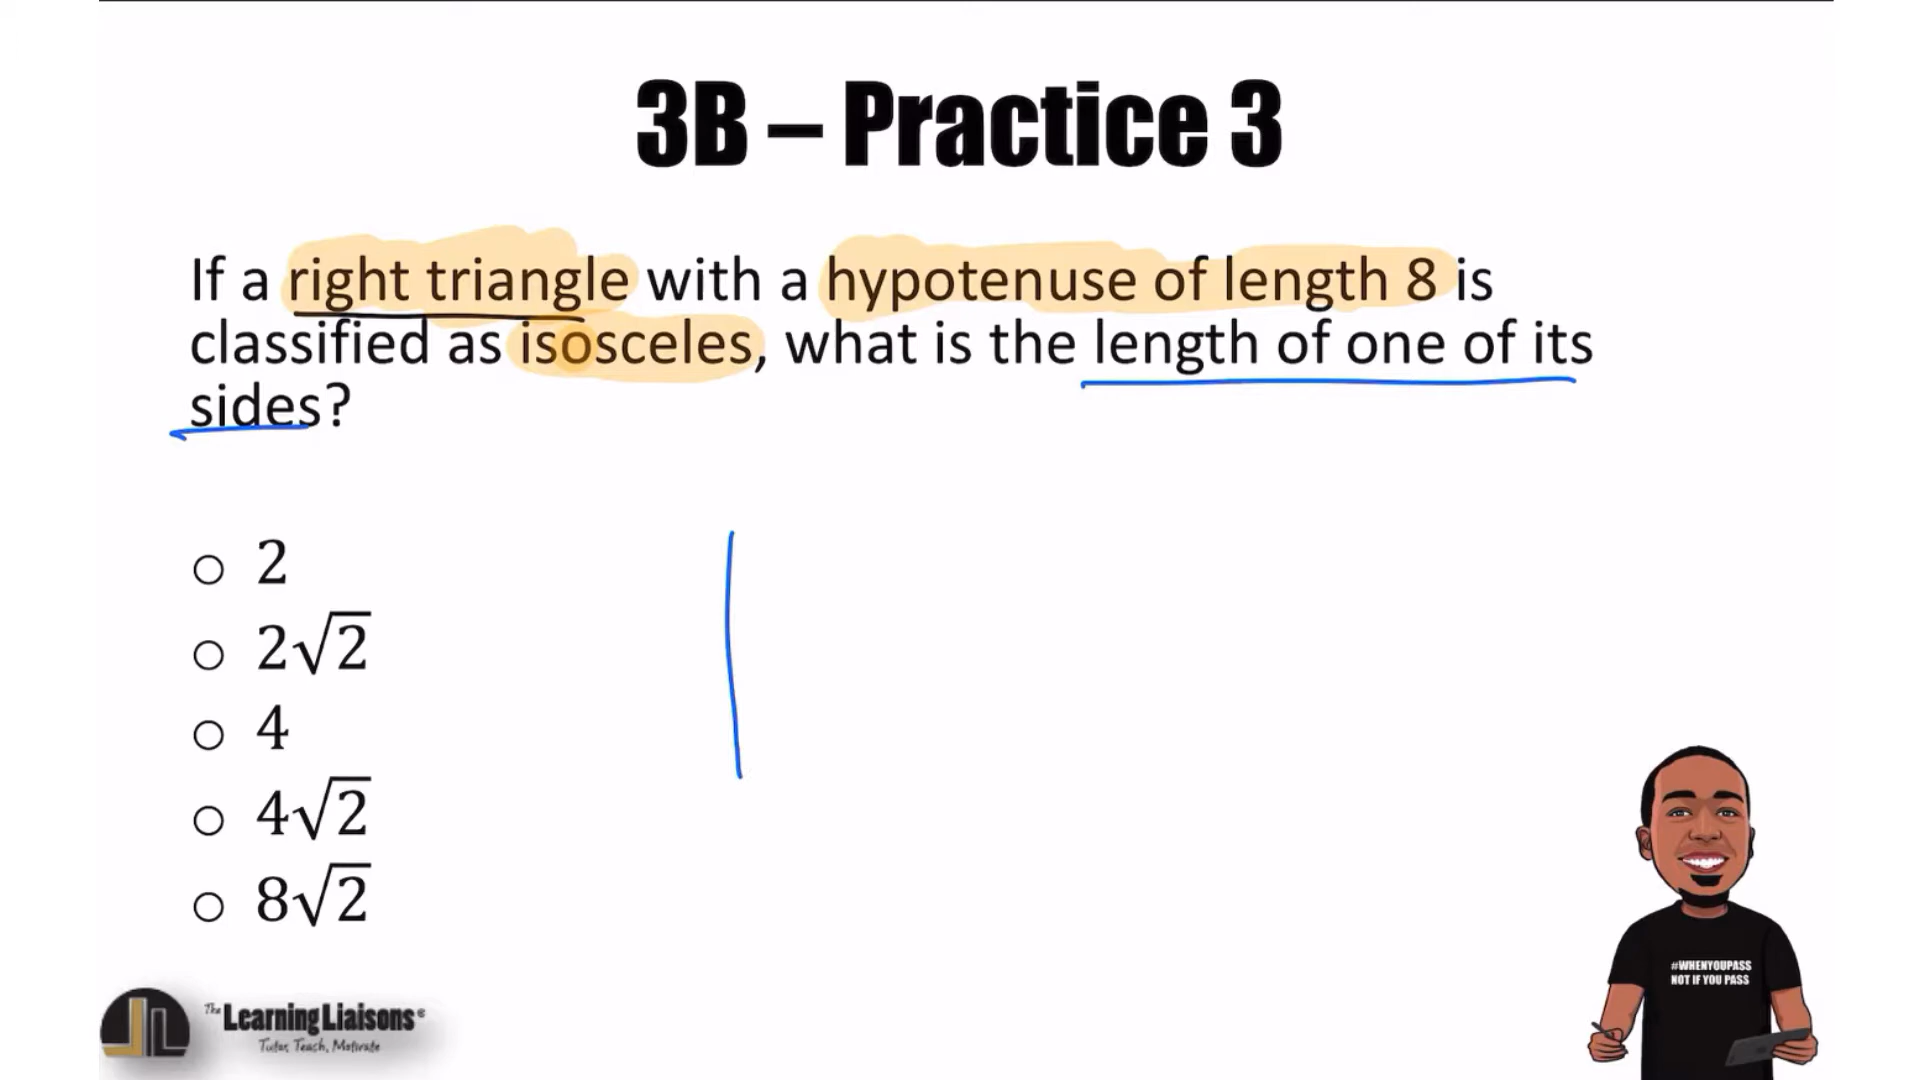 3B – Practice 3
If a right triangle with a hypotenuse of length 8 is
classified as isosceles, what is the length of one of its
sides?
○ 2
○ 2√2
○ 4
○ 4√2
○ 8√2
#WHENYOUPASS
NOT IF YOU PASS
The Learning Liaisons®
Tutor, Teach, Motivate